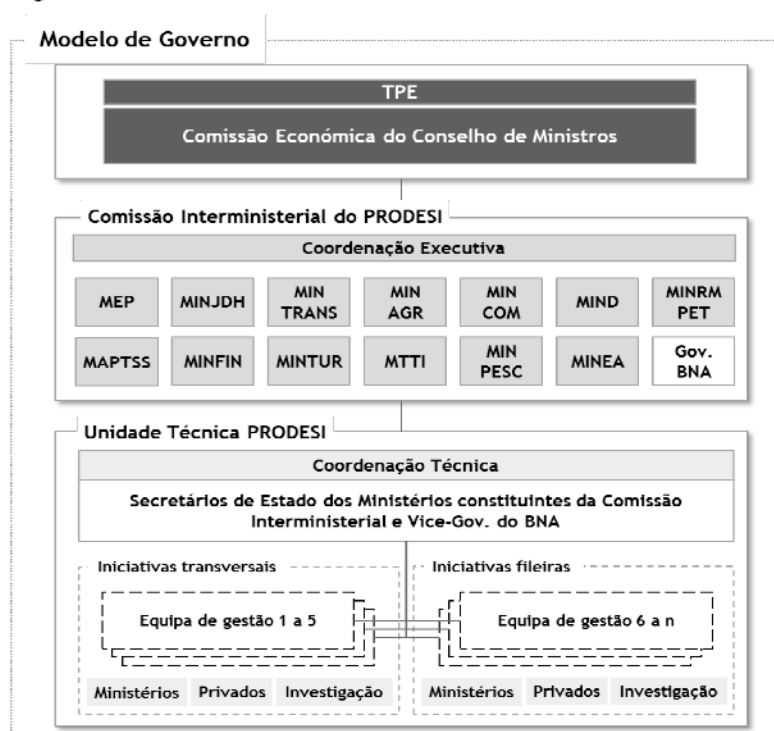 Modelo de Governo
TPE
Comissão Económica do Conselho de Ministros
Comissão Interministerial do PRODESI
Coordenação Executiva
MEP
MINJDH
MIN
TRANS
MIN
AGR
MIN
COM
MIND
MINRM
PET
MAPTSS
MINFIN
MINTUR
MTTI
MIN
PESC
MINEA
Gov.
BNA
Unidade Técnica PRODESI
Coordenação Técnica
Secretários de Estado dos Ministérios constituintes da Comissão
Interministerial e Vice-Gov. do BNA
Iniciativas transversais
Equipa de gestão 1 a 5
Ministérios
Privados
Investigação
Iniciativas fileiras
Equipa de gestão 6 a n
Ministérios
Privados
Investigação